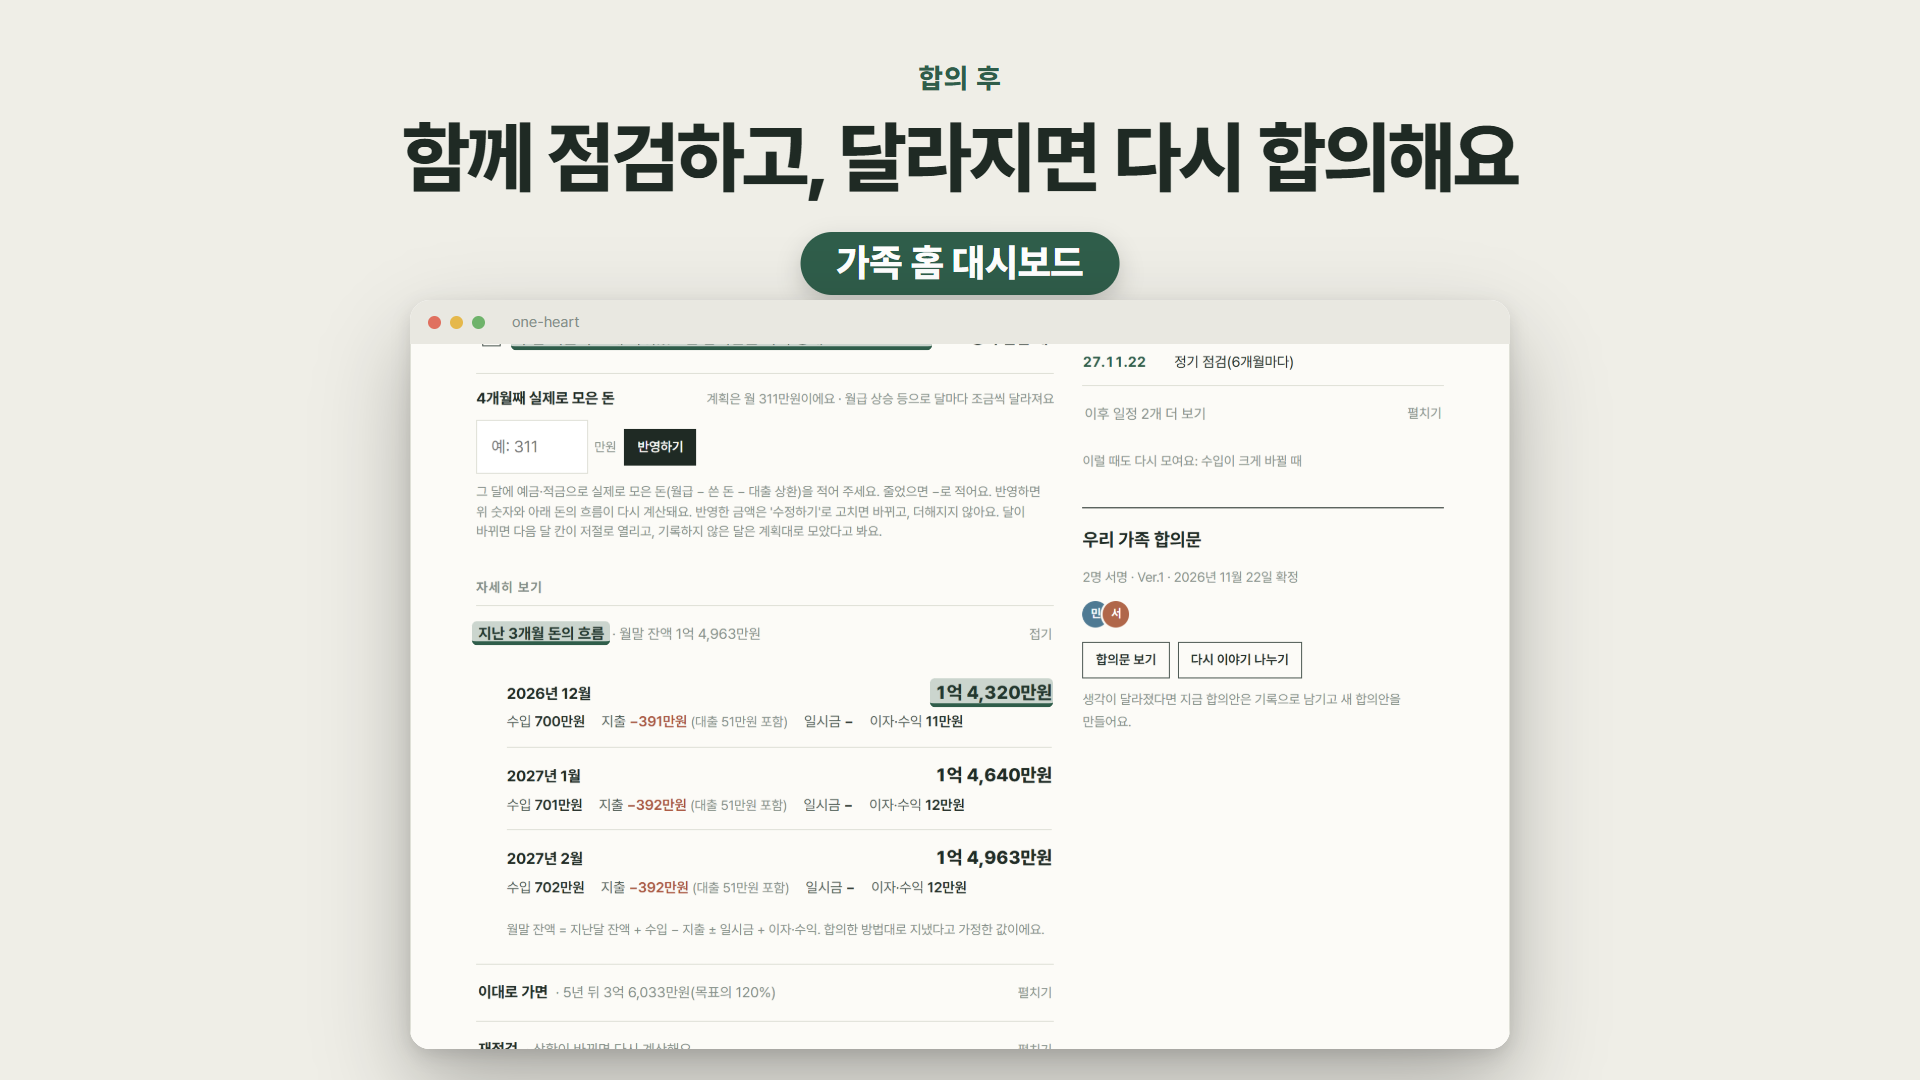 합의 후
함께 점검하고, 달라지면 다시 합의해요
가족 홈 대시보드
one-heart
4개월째 실제로 모은 돈
계획은 월 311만원이에요 · 월급 상승 등으로 달마다 조금씩 달라져요
예: 311
만원
반영하기
그 달에 예금·적금으로 실제로 모은 돈(월급 − 쓴 돈 − 대출 상환)을 적어 주세요. 줄었으면 −로 적어요. 반영하면
위 숫자와 아래 돈의 흐름이 다시 계산돼요. 반영한 금액은 '수정하기'로 고치면 바뀌고, 더해지지 않아요. 달이
바뀌면 다음 달 칸이 저절로 열리고, 기록하지 않은 달은 계획대로 모았다고 봐요.
자세히 보기
지난 3개월 돈의 흐름 · 월말 잔액 1억 4,963만원
접기
2026년 12월
1억 4,320만원
수입 700만원 지출 −391만원 (대출 51만원 포함) 일시금 − 이자·수익 11만원
2027년 1월
1억 4,640만원
수입 701만원 지출 −392만원 (대출 51만원 포함) 일시금 − 이자·수익 12만원
2027년 2월
1억 4,963만원
수입 702만원 지출 −392만원 (대출 51만원 포함) 일시금 − 이자·수익 12만원
월말 잔액 = 지난달 잔액 + 수입 − 지출 ± 일시금 + 이자·수익. 합의한 방법대로 지냈다고 가정한 값이에요.
이대로 가면 · 5년 뒤 3억 6,033만원(목표의 120%)
펼치기
27.11.22 정기 점검(6개월마다)
이후 일정 2개 더 보기
펼치기
이럴 때도 다시 모여요: 수입이 크게 바뀔 때
우리 가족 합의문
2명 서명 · Ver.1 · 2026년 11월 22일 확정
민 서
합의문 보기
다시 이야기 나누기
생각이 달라졌다면 지금 합의안은 기록으로 남기고 새 합의안을
만들어요.